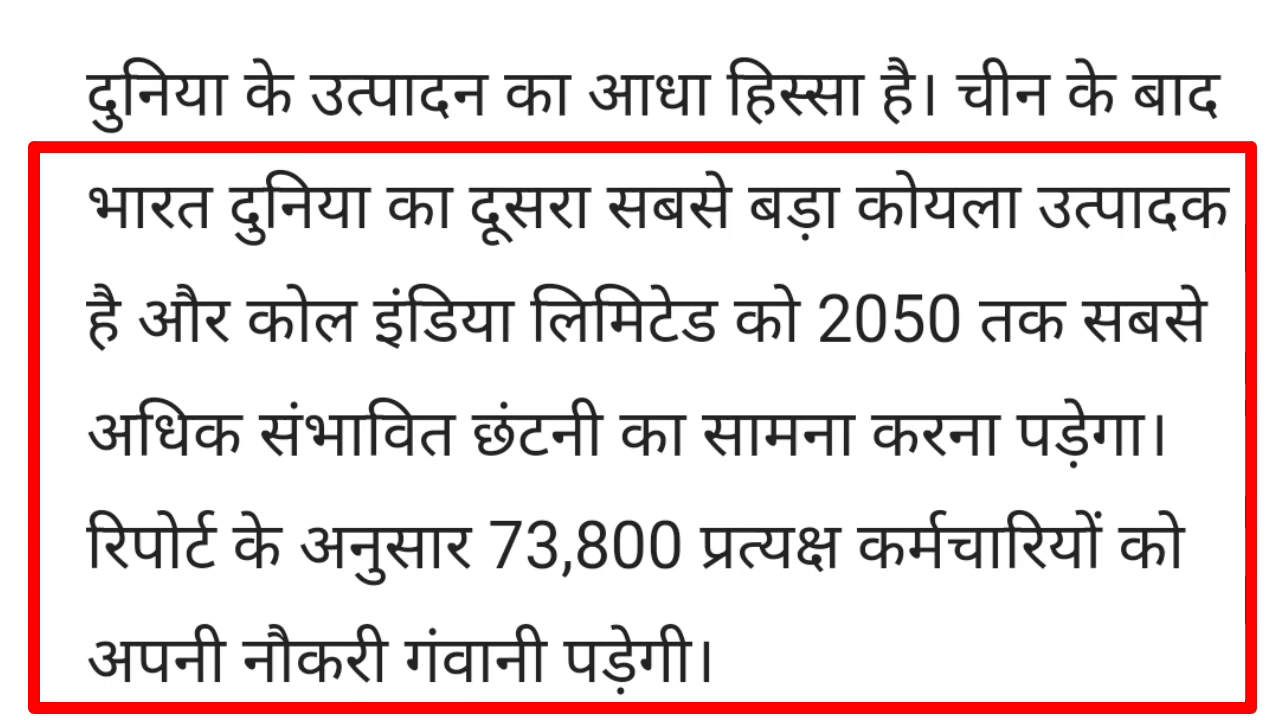 दुनिया के उत्पादन का आधा हिस्सा है। चीन के बाद
भारत दुनिया का दूसरा सबसे बड़ा कोयला उत्पादक
है और कोल इंडिया लिमिटेड को 2050 तक सबसे
अधिक संभावित छंटनी का सामना करना पड़ेगा।
रिपोर्ट के अनुसार 73,800 प्रत्यक्ष कर्मचारियों को
अपनी नौकरी गंवानी पड़ेगी।